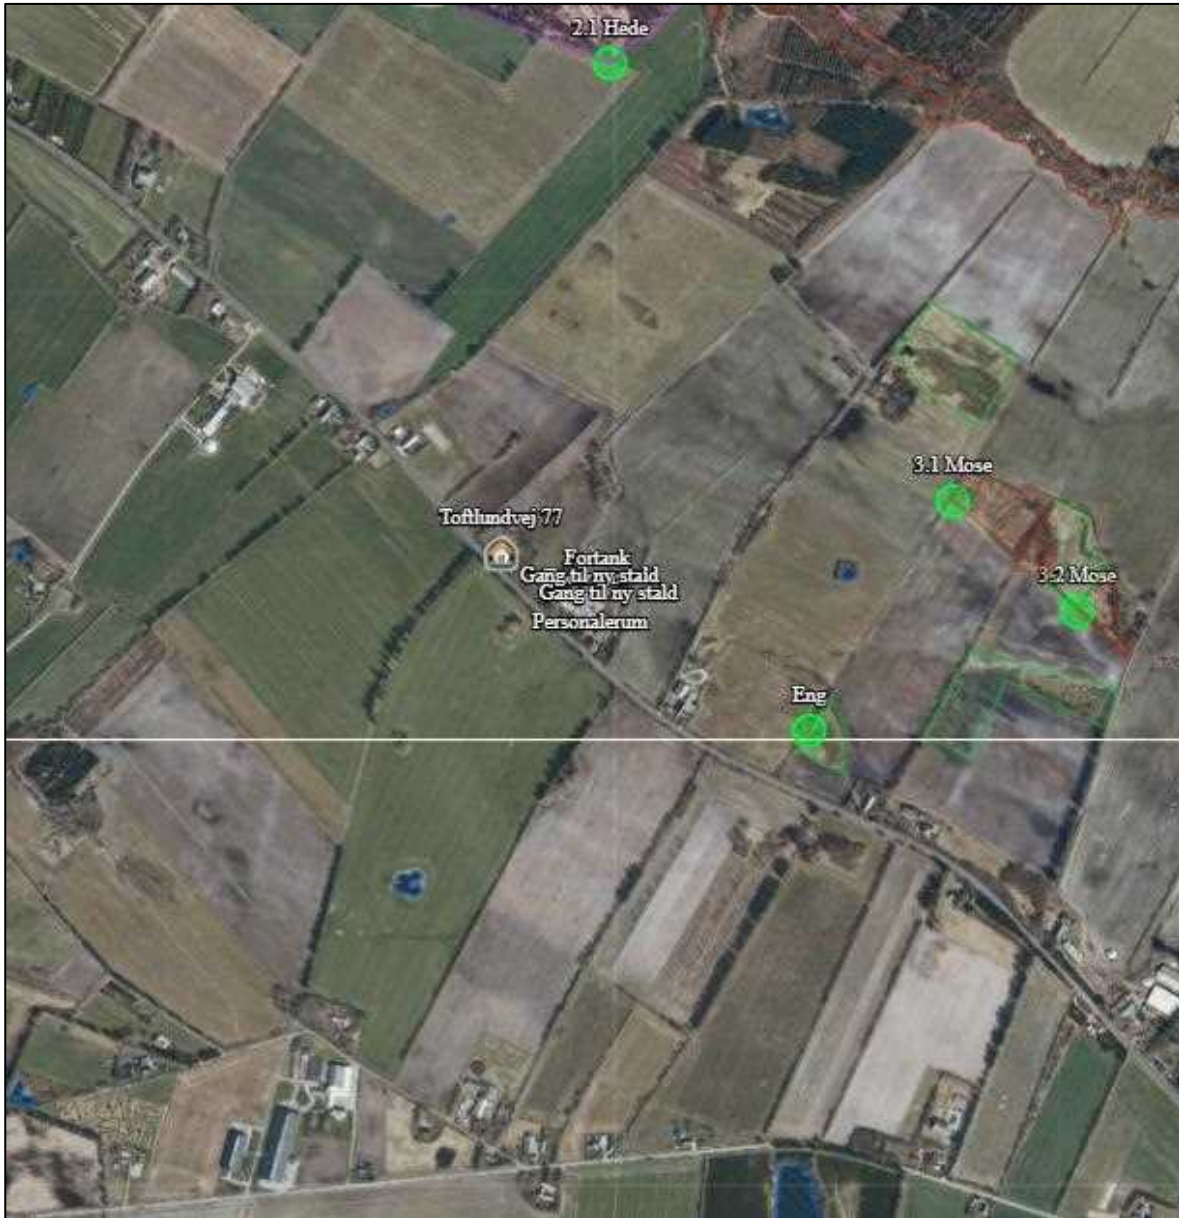 2.1 Hede
3.1 Mose
Toftlundvej 77
Fortank
Gang til ny stald
3.2 Mose
Gang til ny stald
Personalerum
Eng